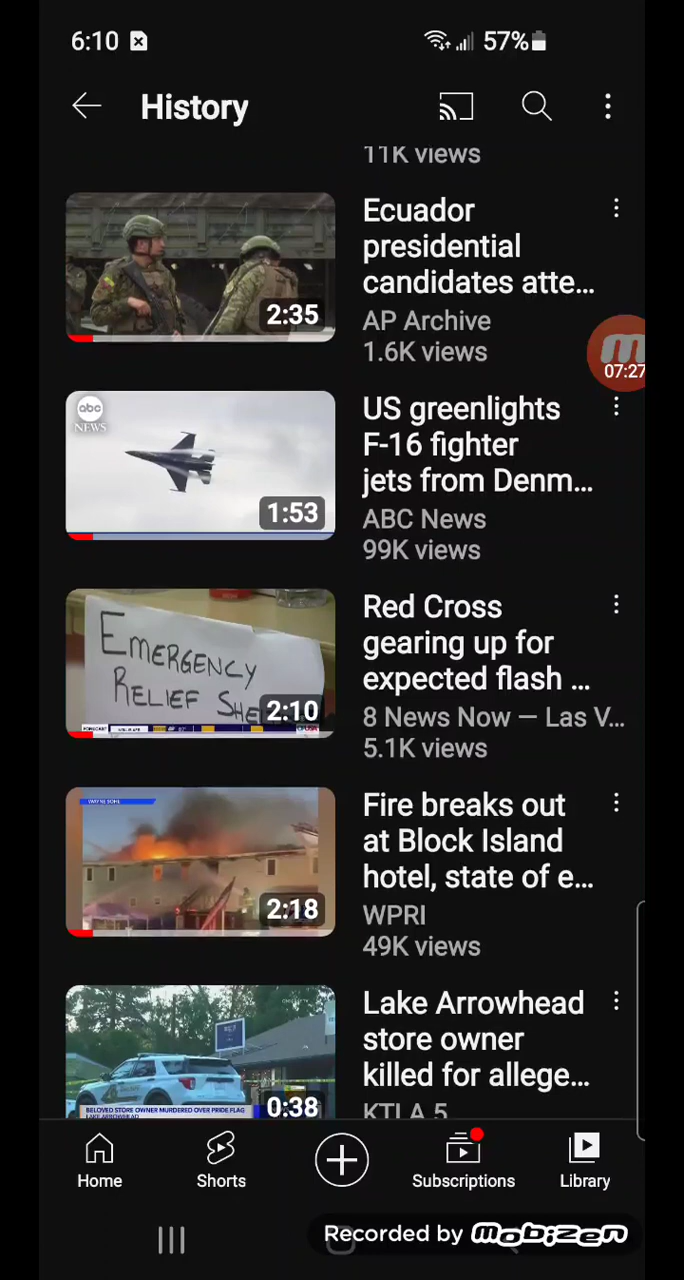 6:10
57%
History
11K views
Ecuador
presidential
candidates atte...
AP Archive
1.6K views
2:35
07:27
abc
NEWS
1:53
US greenlights
F-16 fighter
jets from Denm...
ABC News
99K views
EMERGENCY
RELIEF SHE
2:10
Red Cross
gearing up for
expected flash ...
8 News Now — Las V...
5.1K views
WAYNE SOHL
2:18
Fire breaks out
at Block Island
hotel, state of e...
WPRI
49K views
BELOVED STORE OWNER MURDERED OVER PRIDE FLAG
LAKE ARROWHEAD
0:38
Lake Arrowhead
store owner
killed for allege...
KTLA 5
Home
Shorts
Subscriptions
Library
Recorded by mobizen